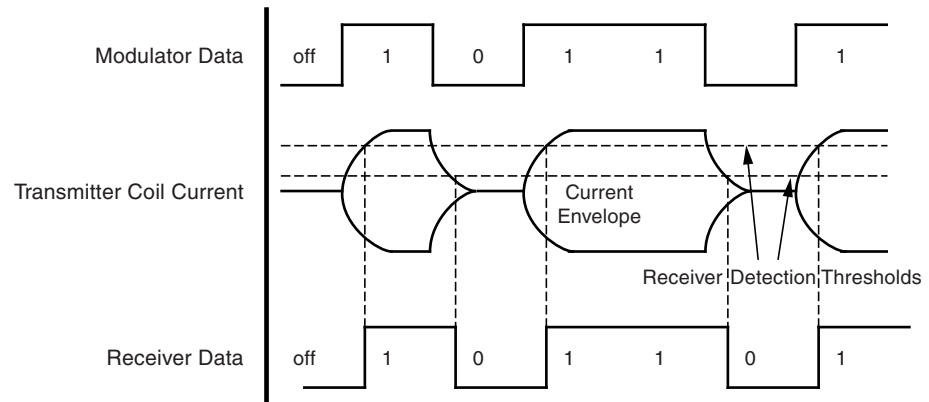 Modulator Data off 1 0 1 1 1
Transmitter Coil Current
Current
Envelope
Receiver Detection Thresholds
Receiver Data off 1 0 1 1 0 1